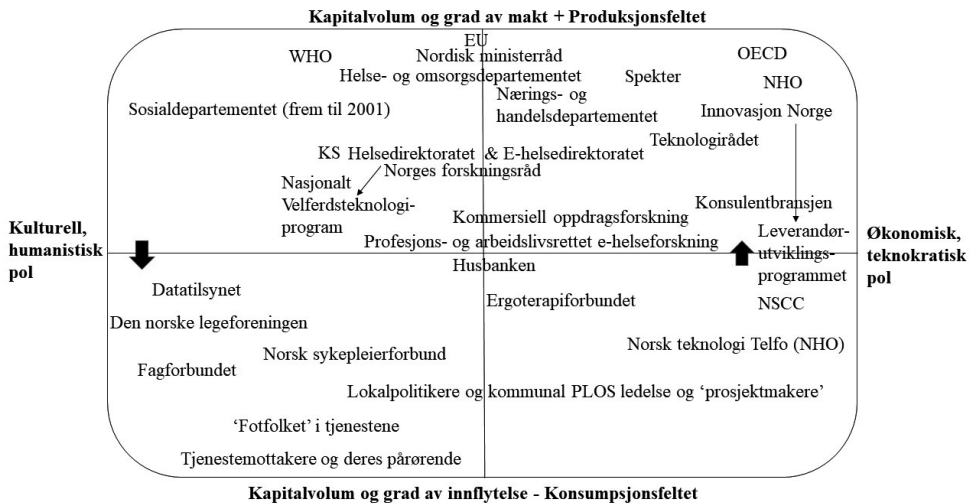 Kapitalvolum og grad av makt + Produksjonsfeltet
EU
WHO
Nordisk ministerråd
OECD
Helse- og omsorgsdepartementet
Spekter
NHO
Sosialdepartementet (frem til 2001)
Nærings- og
handelsdepartementet
Innovasjon Norge
Teknologirådet
KS Helsedirektoratet & E-helsedirektoratet
Norges forskningsråd
Nasjonalt
Velferdsteknologi-
program
Konsulentbransjen
Kommersiell oppdragsforskning
Profesjons- og arbeidslivsrettet e-helseforskning
Leverandør-
utviklings-
programmet
Kulturell,
humanistisk
pol
Økonomisk,
teknokratisk
pol
Husbanken
Datatilsynet
Ergoterapiforbundet
NSCC
Den norske legeforeningen
Norsk sykepleierforbund
Norsk teknologi Telfo (NHO)
Fagforbundet
Lokalpolitikere og kommunal PLOS ledelse og ‘prosjektmakere’
‘Fotfolket’ i tjenestene
Tjenestemottakere og deres pårørende
Kapitalvolum og grad av innflytelse - Konsumpsjonsfeltet